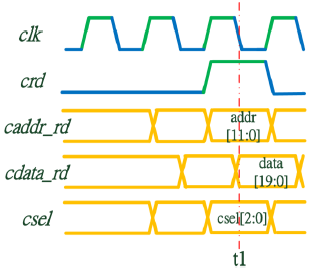 clk
crd
caddr_rd
addr
[11:0]
cdata_rd
data
[19:0]
csel
csel[2:0]
t1